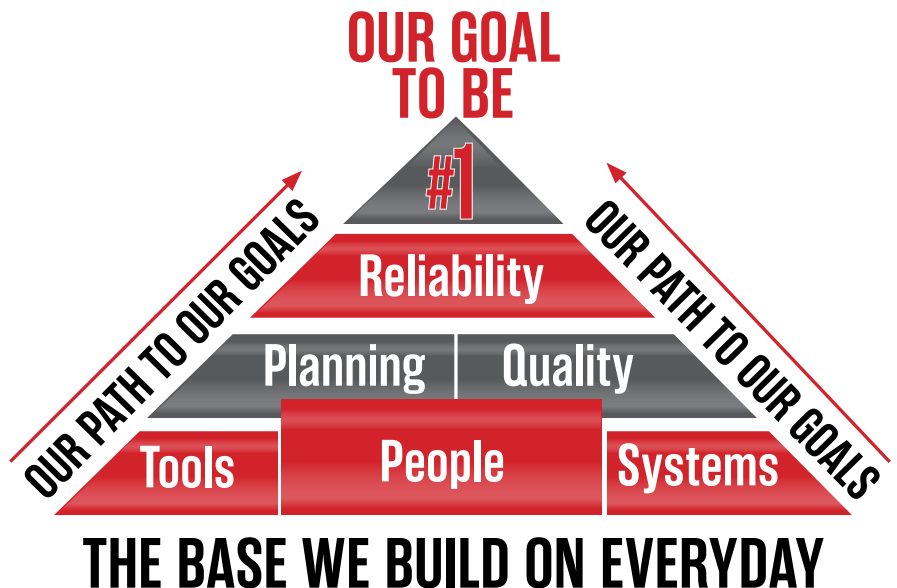 OUR GOAL
TO BE
#1
OUR PATH TO OUR GOALS
OUR PATH TO OUR GOALS
Reliability
Planning Quality
Tools People Systems
THE BASE WE BUILD ON EVERYDAY